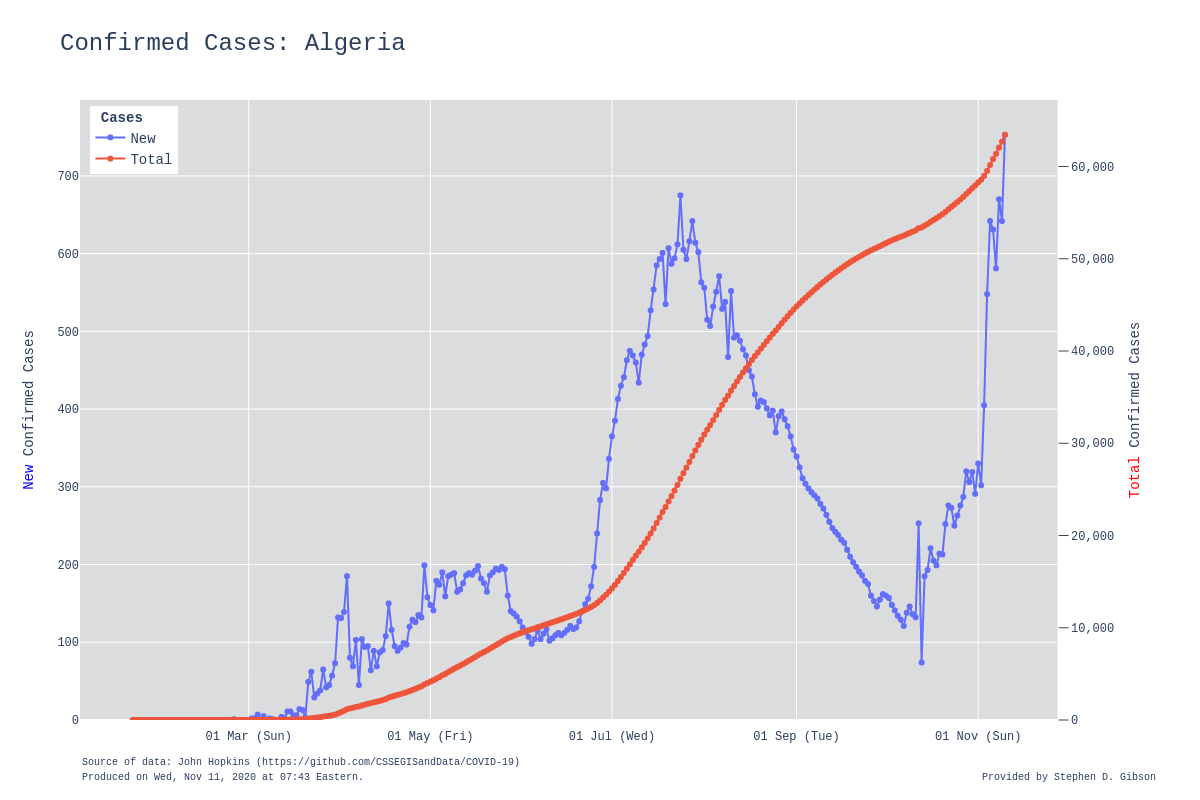 Confirmed Cases: Algeria
Cases
New
Total
700
600
500
400
300
200
100
0
New Confirmed Cases
60,000
50,000
40,000
30,000
20,000
10,000
0
Total Confirmed Cases
01 Mar (Sun)
01 May (Fri)
01 Jul (Wed)
01 Sep (Tue)
01 Nov (Sun)
Source of data: John Hopkins (https://github.com/CSSEGISandData/COVID-19)
Produced on Wed, Nov 11, 2020 at 07:43 Eastern.
Provided by Stephen D. Gibson